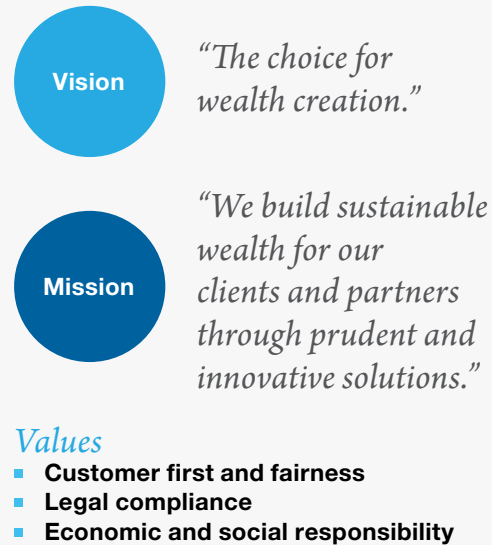 Vision
“The choice for
wealth creation.”
Mission
“We build sustainable
wealth for our
clients and partners
through prudent and
innovative solutions.”
Values
Customer first and fairness
Legal compliance
Economic and social responsibility